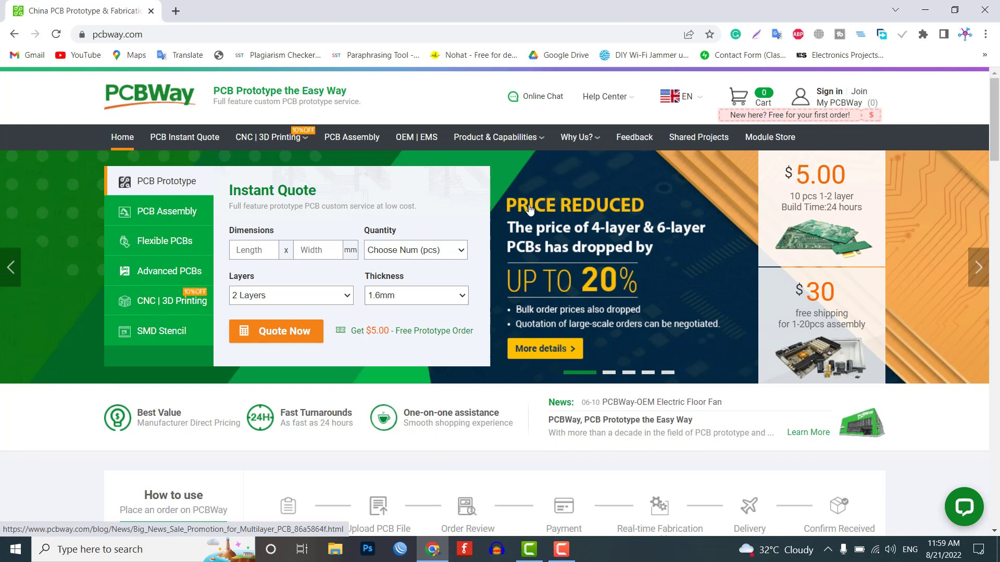 China PCB Prototype & Fabricatio
pcbway.com
Gmail YouTube Maps Translate Plagiarism Checker... Paraphrasing Tool -... Nohat - Free for de... Google Drive DIY Wi-Fi Jammer u... Contact Form (Clas... Electronics Projects... »
PCBWay
PCB Prototype the Easy Way
Full feature custom PCB prototype service.
Online Chat
Help Center
EN
0
Cart
Sign in | Join
My PCBWay (0)
New here? Free for your first order! $
10%OFF
Home PCB Instant Quote CNC | 3D Printing PCB Assembly OEM | EMS Product & Capabilities Why Us? Feedback Shared Projects Module Store
PCB Prototype
PCB Assembly
Flexible PCBs
Advanced PCBs
10%OFF
CNC | 3D Printing
SMD Stencil
Instant Quote
Full feature prototype PCB custom service at low cost.
Dimensions Quantity
Length x Width mm Choose Num (pcs)
Layers Thickness
2 Layers 1.6mm
Quote Now Get $5.00 - Free Prototype Order
PRICE REDUCED
The price of 4-layer & 6-layer
PCBs has dropped by
UP TO 20%
• Bulk order prices also dropped
• Quotation of large-scale orders can be negotiated.
More details >
$ 5.00
10 pcs 1-2 layer
Build Time:24 hours
$ 30
free shipping
for 1-20pcs assembly
Best Value
Manufacturer Direct Pricing
24H
Fast Turnarounds
As fast as 24 hours
One-on-one assistance
Smooth shopping experience
News: 06-10 PCBWay-OEM Electric Floor Fan
PCBWay, PCB Prototype the Easy Way
With more than a decade in the field of PCB prototype and ... Learn More
How to use
Place an order on PCBWay
Upload PCB File Order Review Payment Real-time Fabrication Delivery Confirm Received
https://www.pcbway.com/blog/News/Big_News_Sale_Promotion_for_Multilayer_PCB_86a5864f.html
Type here to search
Ps
32°C Cloudy
ENG
11:59 AM
8/21/2022